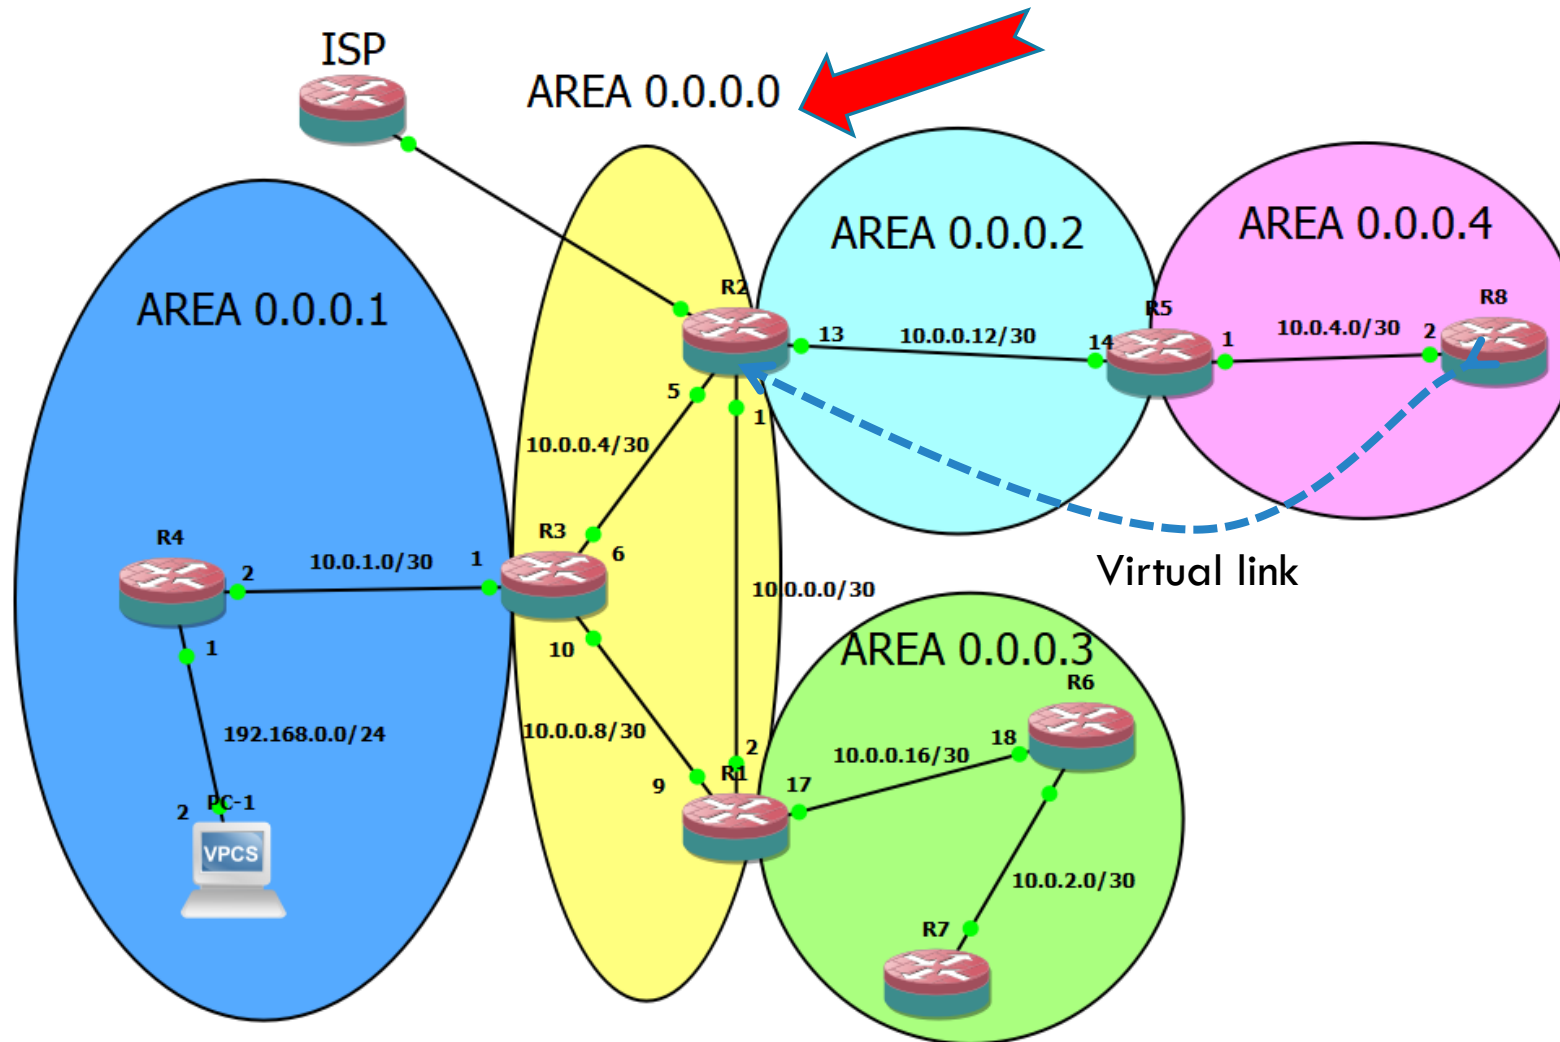 ISP
AREA 0.0.0.0
AREA 0.0.0.2
AREA 0.0.0.4
AREA 0.0.0.1
R2
13
10.0.0.12/30
14
R5
1
10.0.4.0/30
2
R8
5
1
10.0.0.4/30
R4
2
10.0.1.0/30
1
R3
6
10.0.0.0/30
Virtual link
1
10
192.168.0.0/24
10.0.0.8/30
2
R1
9
17
AREA 0.0.0.3
R6
18
10.0.0.16/30
2
PC-1
VPCS
10.0.2.0/30
R7